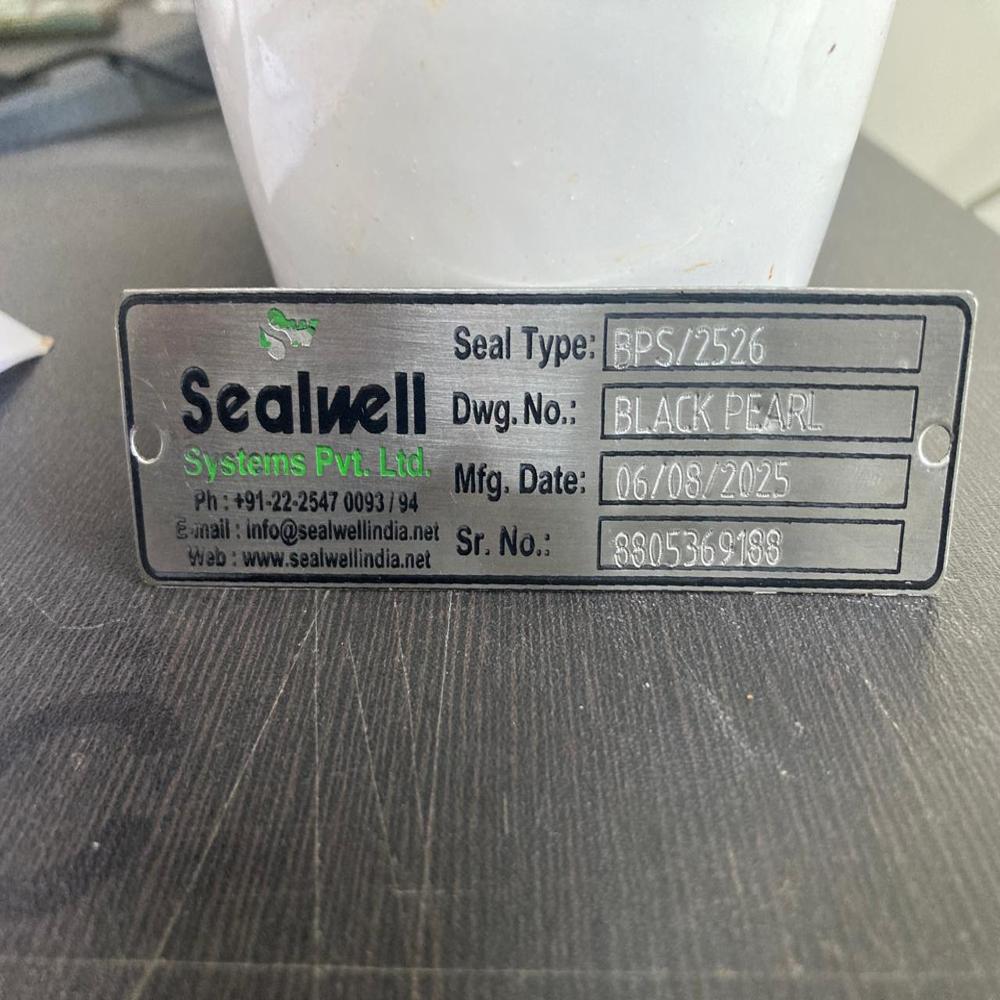 Sw
Sealwell
Systems Pvt. Ltd.
Ph : +91-22-2547 0093 / 94
E-mail : info@sealwellindia.net
Web : www.sealwellindia.net
Seal Type: BPS/2526
Dwg. No.: BLACK PEARL
Mfg. Date: 06/08/2025
Sr. No.: 8805369188